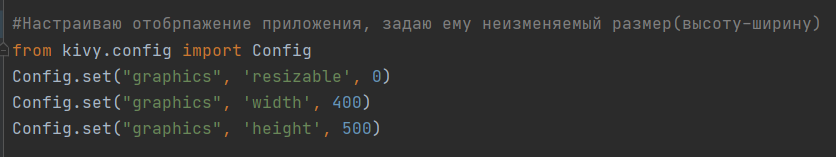 #Настраиваю отобрпажение приложения, задаю ему неизменяемый размер(высоту-ширину)
from kivy.config import Config
Config.set("graphics", 'resizable', 0)
Config.set("graphics", 'width', 400)
Config.set("graphics", 'height', 500)